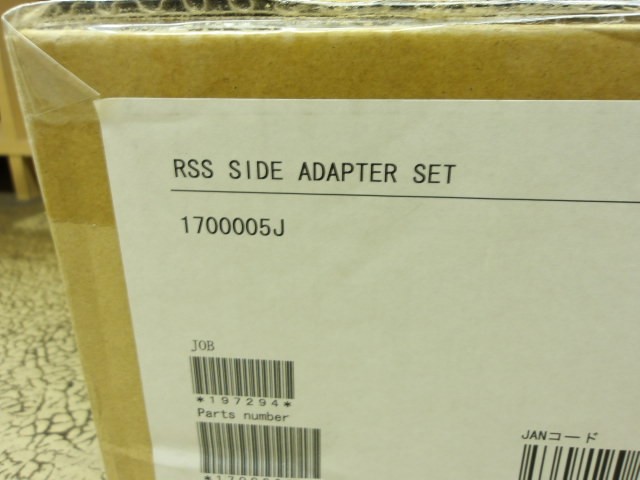 RSS SIDE ADAPTER SET
1700005J
JOB
*197294*
Parts number
JANコード